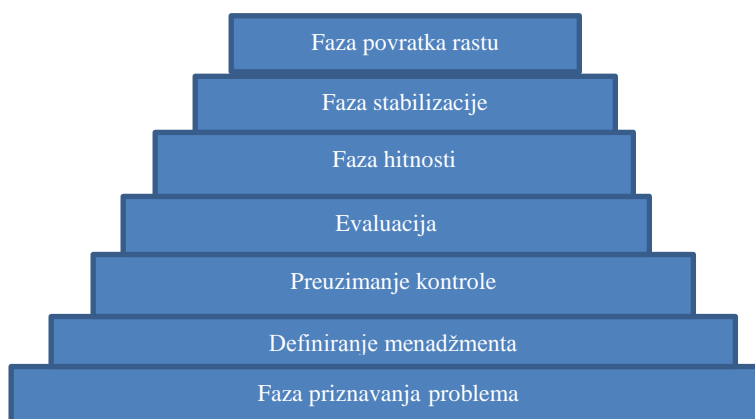 Faza povratka rastu
Faza stabilizacije
Faza hitnosti
Evaluacija
Preuzimanje kontrole
Definiranje menadžmenta
Faza priznavanja problema